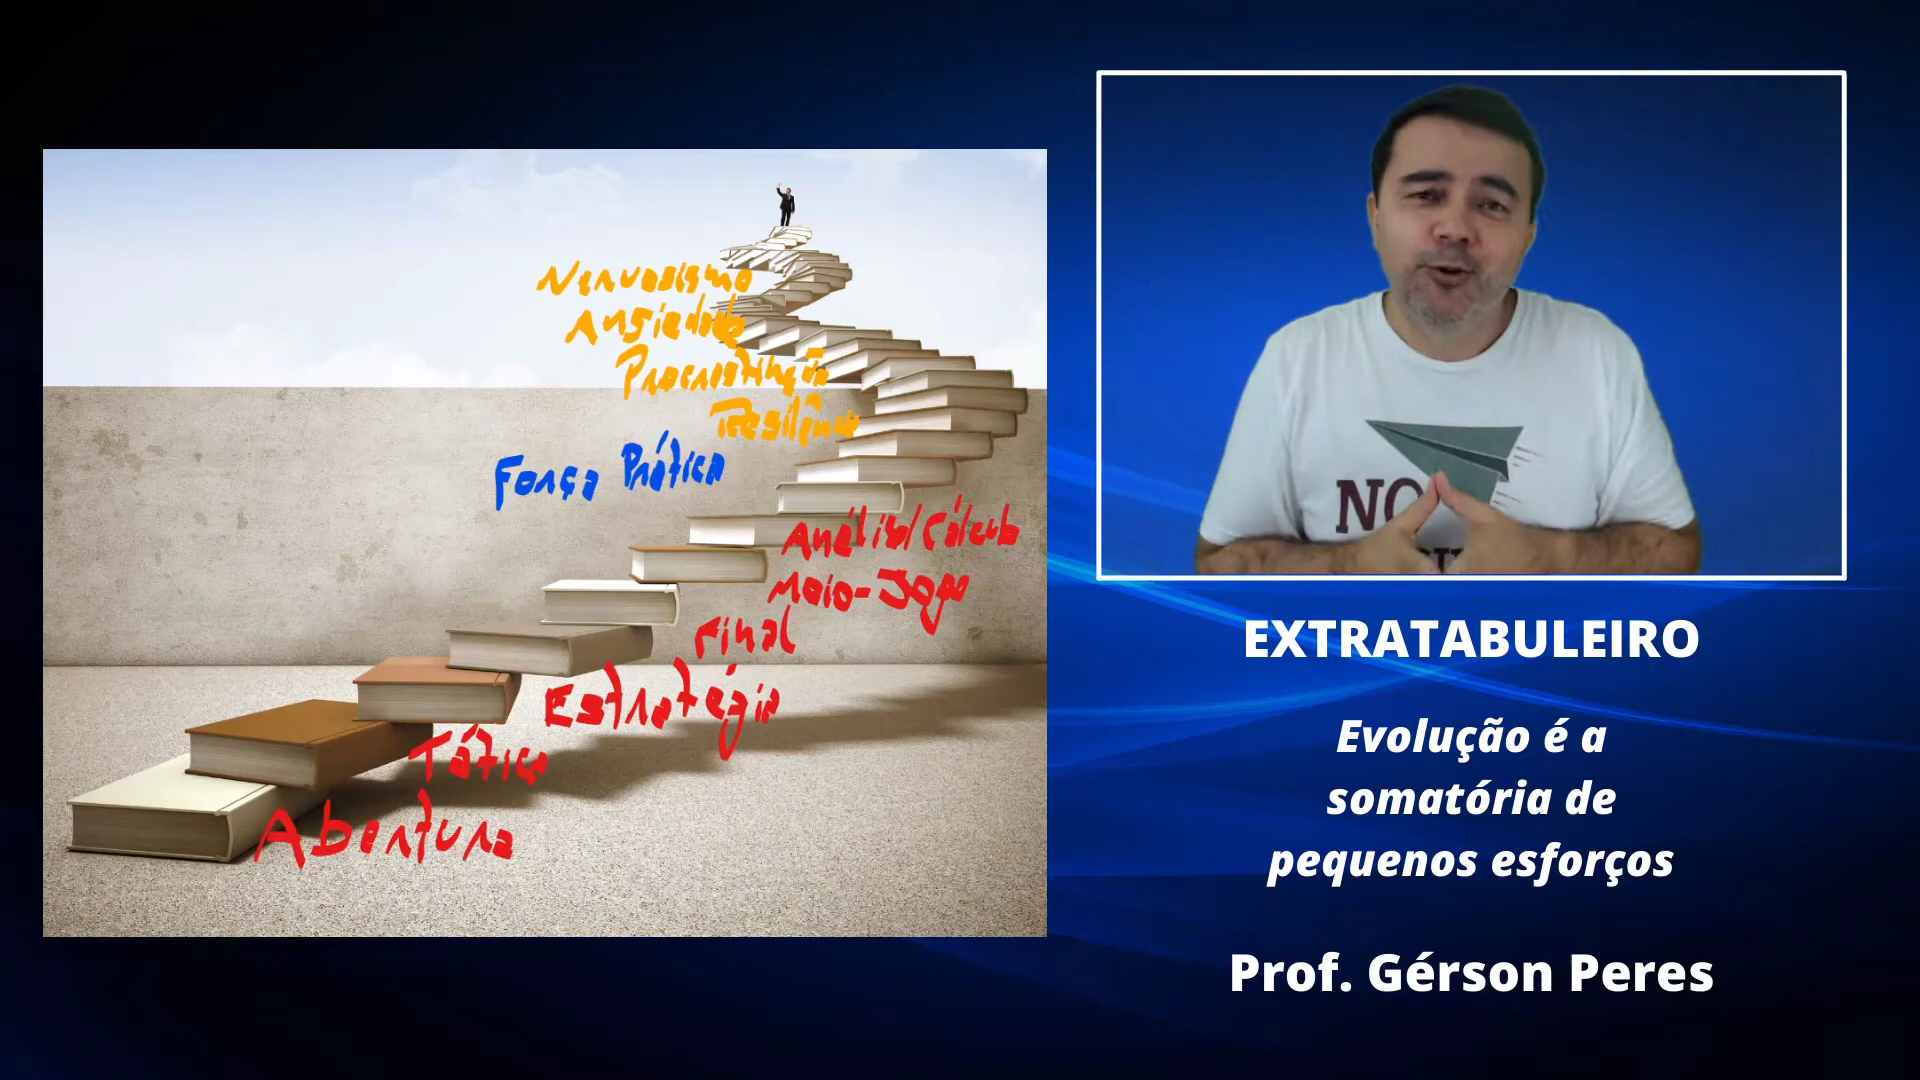 Nervosismo
Ansiedade
Procrastinação
Resiliência
Força Prática
Análise/Cálculo
Meio-Jogo
Final
Estratégia
Tática
Abertura
NO
EXTRATABULEIRO
Evolução é a
somatória de
pequenos esforços
Prof. Gérson Peres